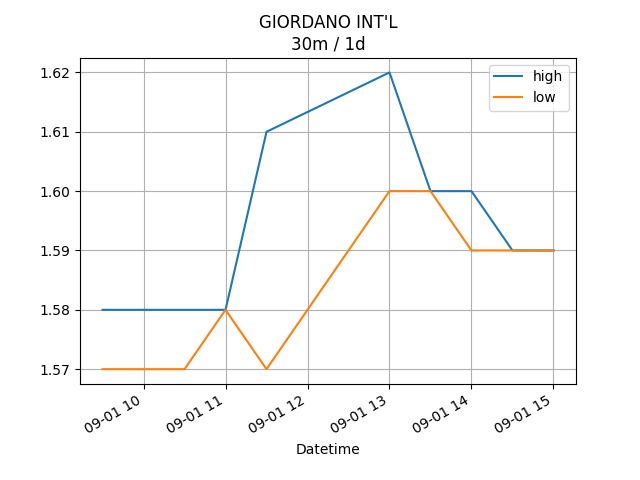 GIORDANO INT'L
30m / 1d
1.62
1.61
1.60
1.59
1.58
1.57
high
low
09-01 10
09-01 11
09-01 12
09-01 13
09-01 14
09-01 15
Datetime